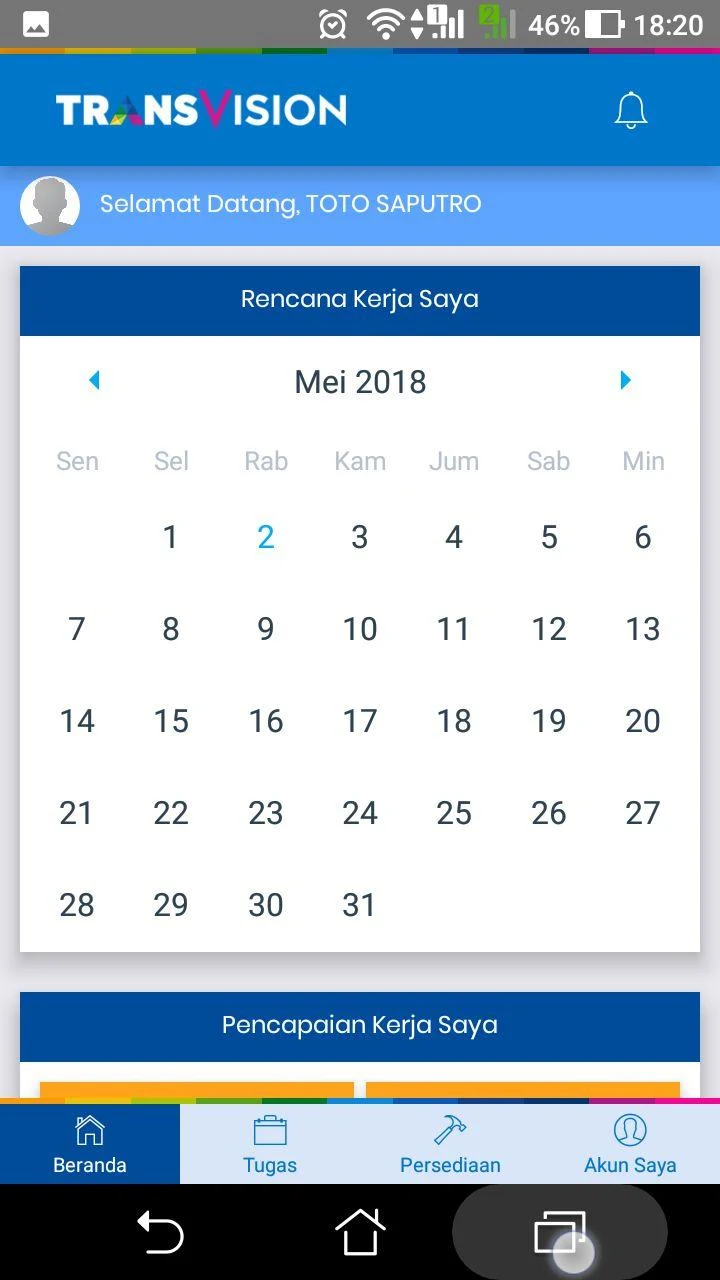 1 2 46% 18:20
TRANSVISION
Selamat Datang, TOTO SAPUTRO
Rencana Kerja Saya
Mei 2018
Sen Sel Rab Kam Jum Sab Min
1 2 3 4 5 6
7 8 9 10 11 12 13
14 15 16 17 18 19 20
21 22 23 24 25 26 27
28 29 30 31
Pencapaian Kerja Saya
Beranda Tugas Persediaan Akun Saya